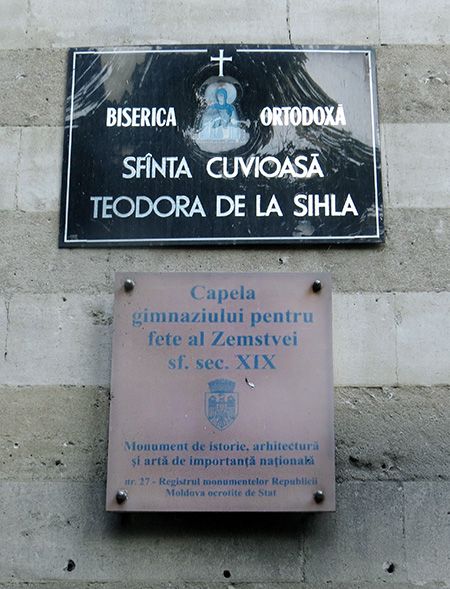 BISERICA ORTODOXĂ
SFÎNTA CUVIOASĂ
TEODORA DE LA SIHLA
Capela
gimnaziului pentru
fete al Zemstvei
sf. sec. XIX
Monument de istorie, arhitectură
și artă de importanță națională
nr. 27 - Registrul monumentelor Republicii
Moldova ocrotite de Stat